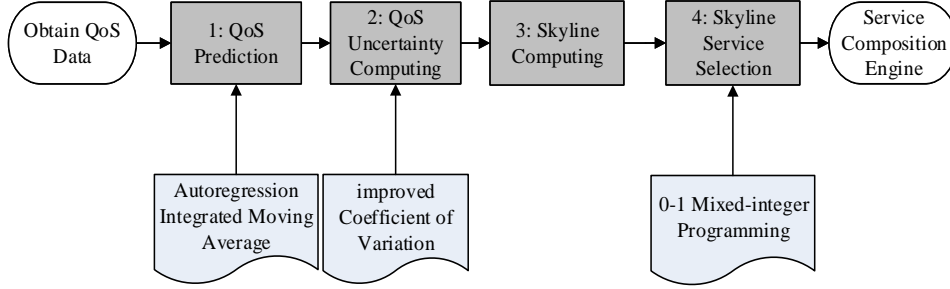 Obtain QoS
Data
1: QoS
Prediction
2: QoS
Uncertainty
Computing
3: Skyline
Computing
4: Skyline
Service
Selection
Service
Composition
Engine
Autoregression
Integrated Moving
Average
improved
Coefficient of
Variation
0-1 Mixed-integer
Programming